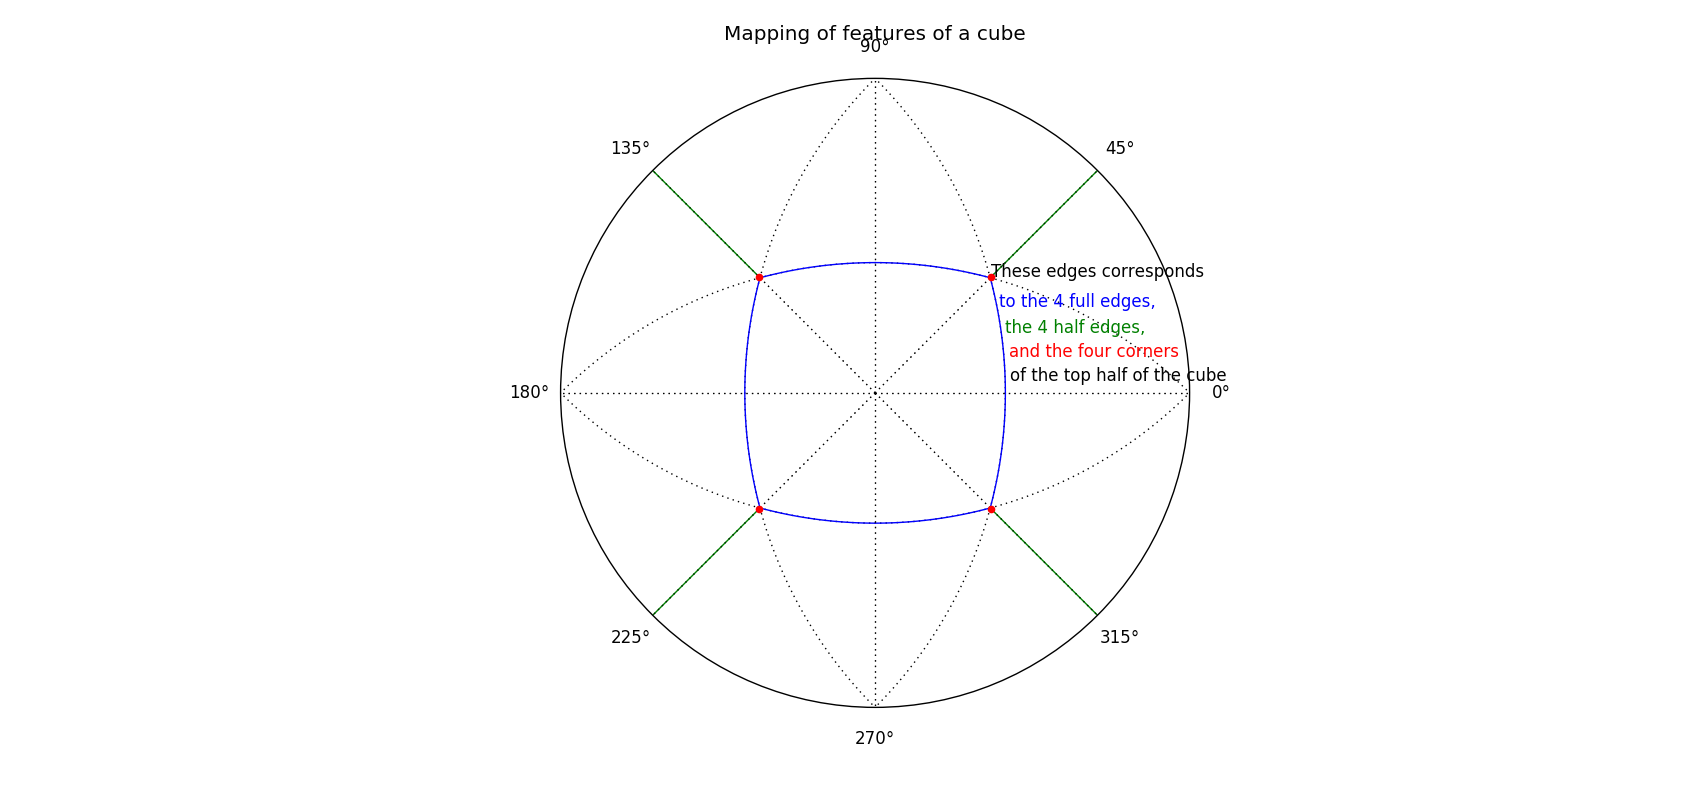 Mapping of features of a cube
90°
135°
45°
These edges corresponds
to the 4 full edges,
the 4 half edges,
and the four corners
of the top half of the cube
180°
0°
225°
315°
270°